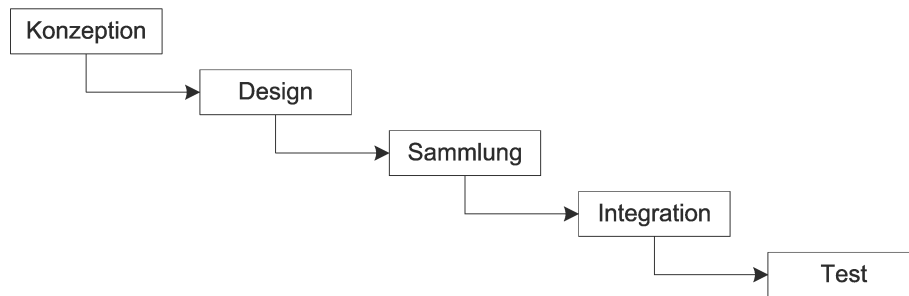 Konzeption
Design
Sammlung
Integration
Test